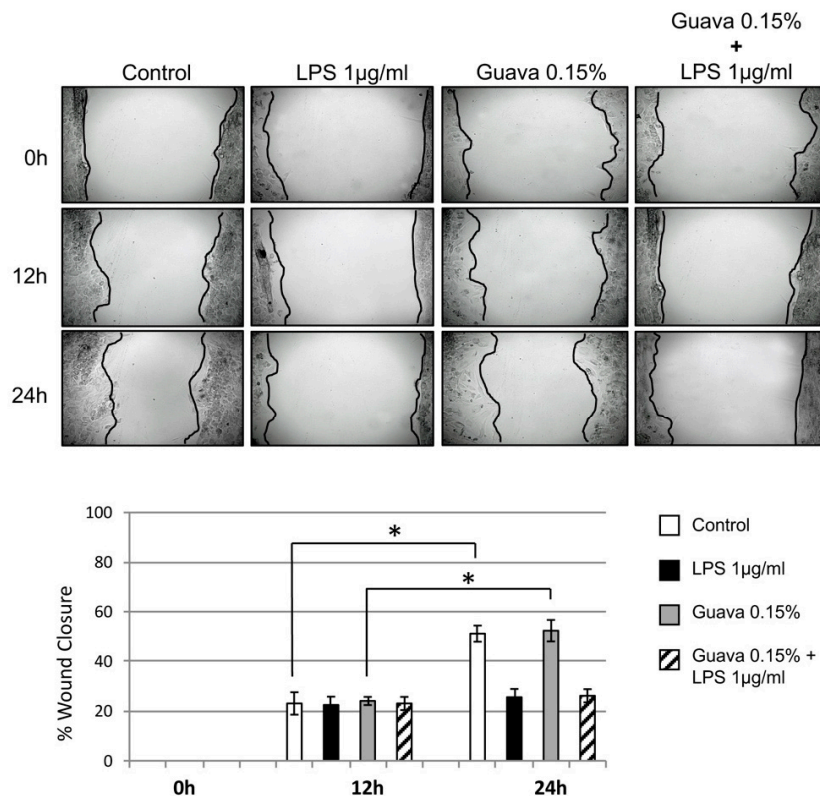 Guava 0.15%
+
Control LPS 1µg/ml Guava 0.15% LPS 1µg/ml
0h
12h
24h
100
80
60
40
20
0
% Wound Closure
*
*
0h 12h 24h
Control
LPS 1µg/ml
Guava 0.15%
Guava 0.15% +
LPS 1µg/ml